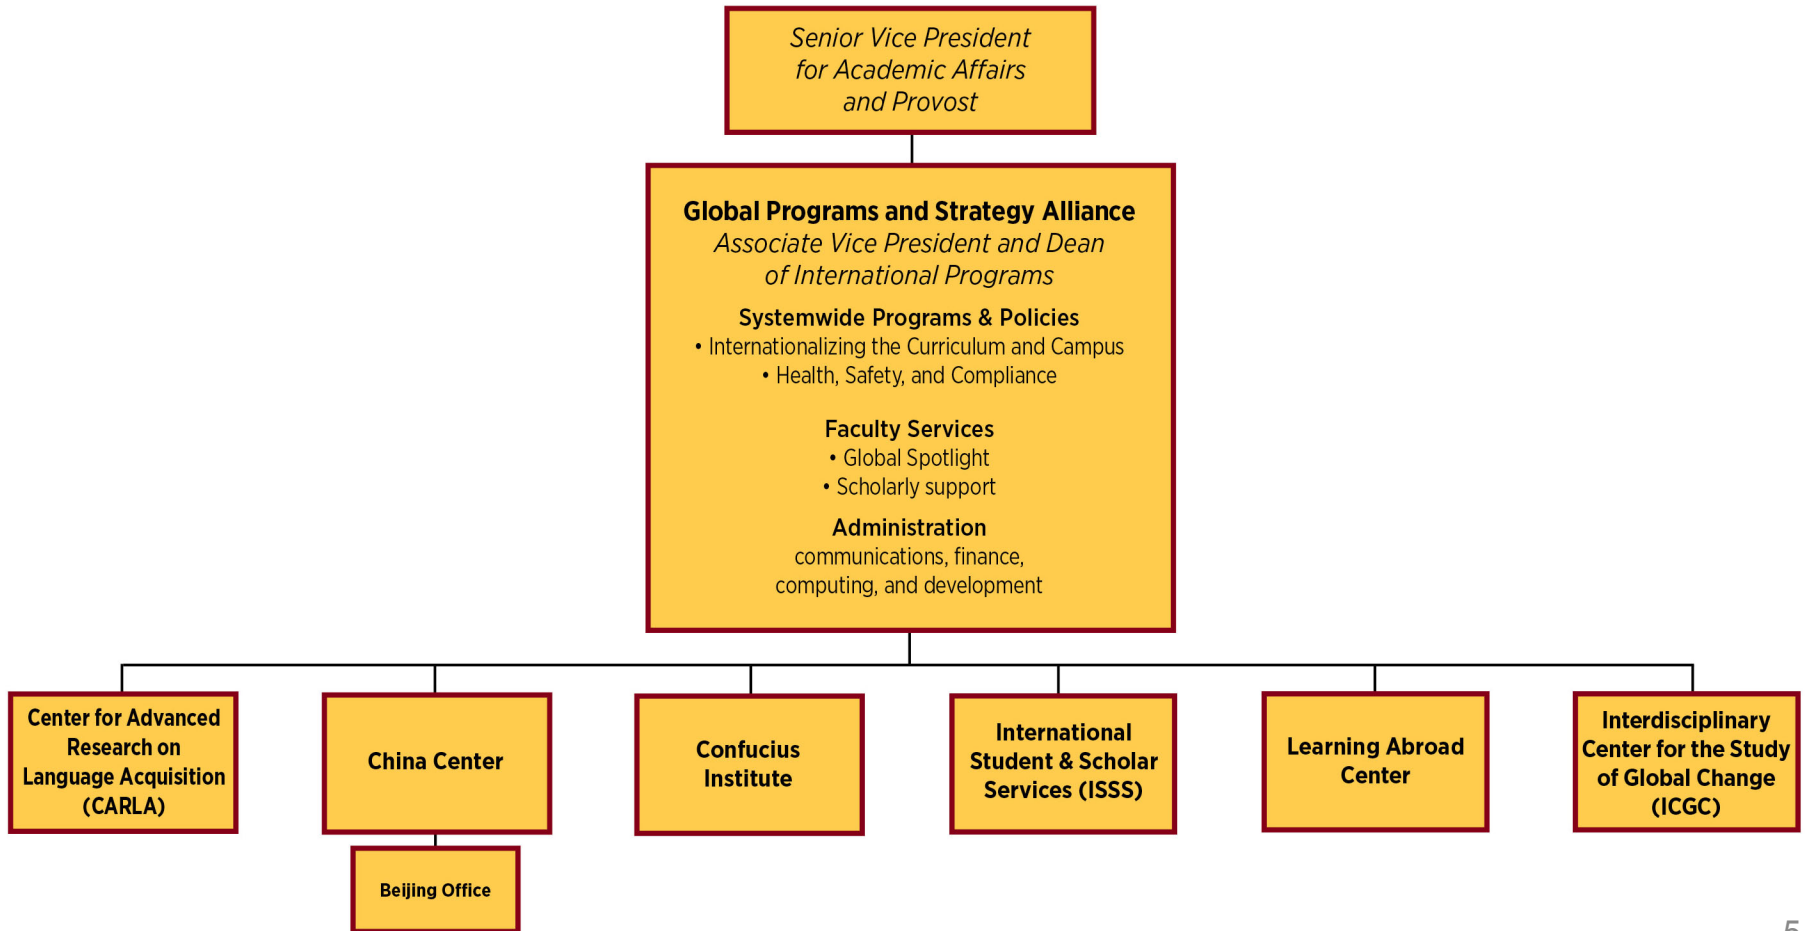 Senior Vice President
for Academic Affairs
and Provost
Global Programs and Strategy Alliance
Associate Vice President and Dean
of International Programs
Systemwide Programs & Policies
• Internationalizing the Curriculum and Campus
• Health, Safety, and Compliance
Faculty Services
• Global Spotlight
• Scholarly support
Administration
communications, finance,
computing, and development
Center for Advanced
Research on
Language Acquisition
(CARLA)
China Center
Beijing Office
Confucius
Institute
International
Student & Scholar
Services (ISSS)
Learning Abroad
Center
Interdisciplinary
Center for the Study
of Global Change
(ICGC)
5